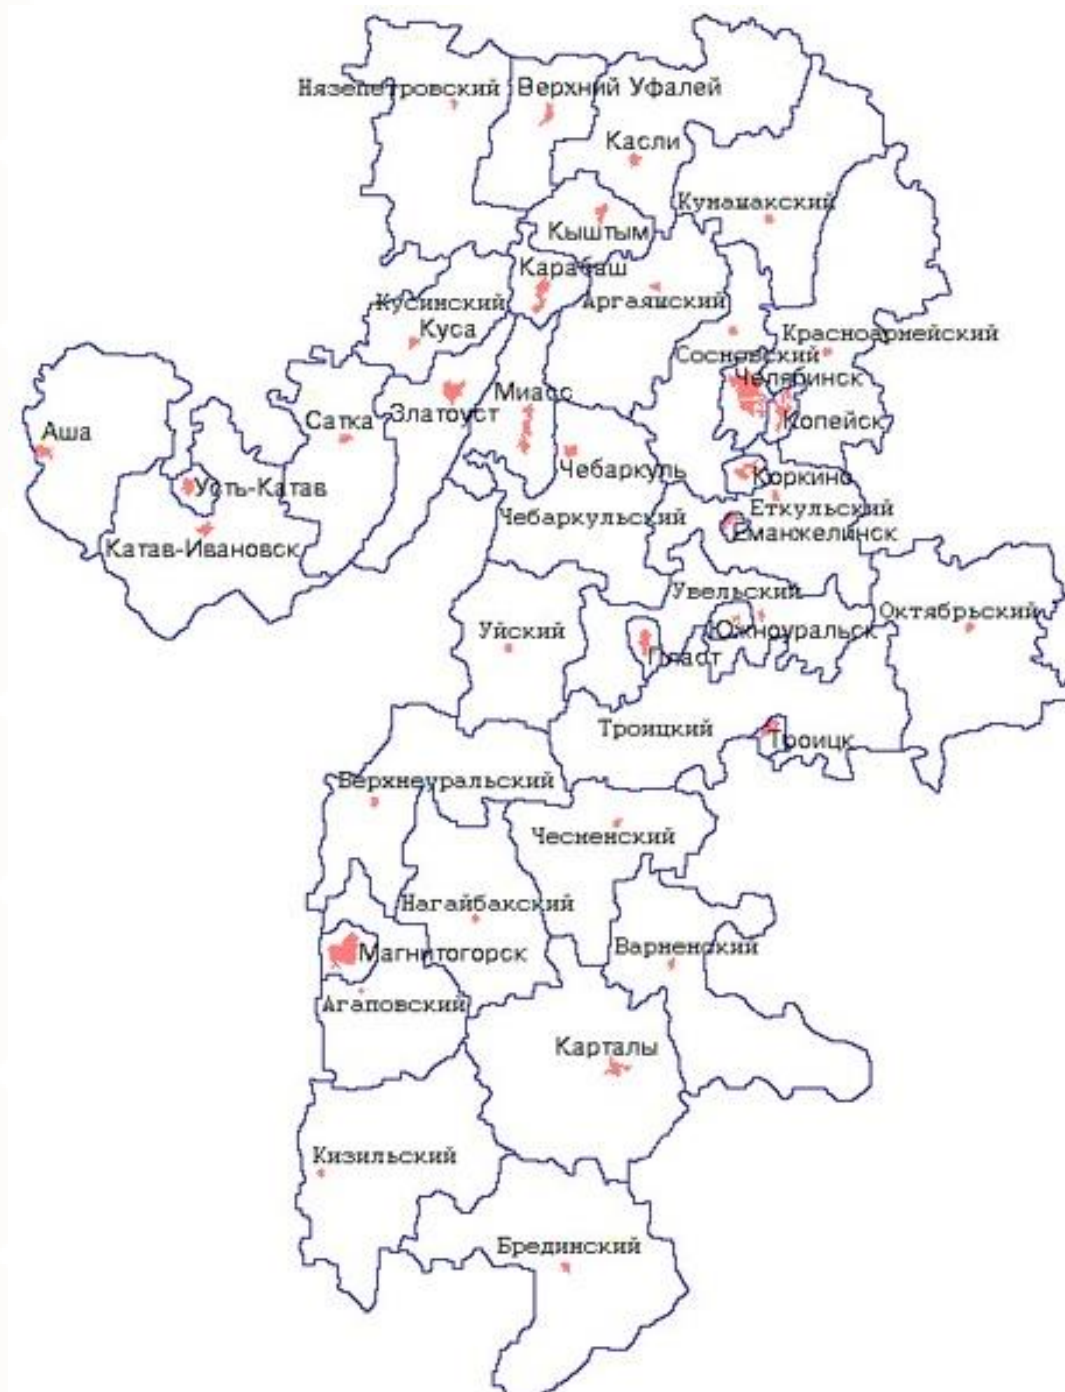 Нязепетровский
Верхний Уфалей
Касли
Кунашакский
Кыштым
Карабаш
Аргаяшский
Кусинский
Куса
Красноармейский
Сосновский
Челябинск
Златоуст
Миасс
Сатка
Копейск
Аша
Чебаркуль
Коркино
Усть-Катав
Еткульский
Чебаркульский
Еманжелинск
Катав-Ивановск
Увельский
Октябрьский
Уйский
Южноуральск
Пласт
Троицкий
Троицк
Верхнеуральский
Чесменский
Нагайбакский
Варненский
Магнитогорск
Агаповский
Карталы
Кизильский
Брединский